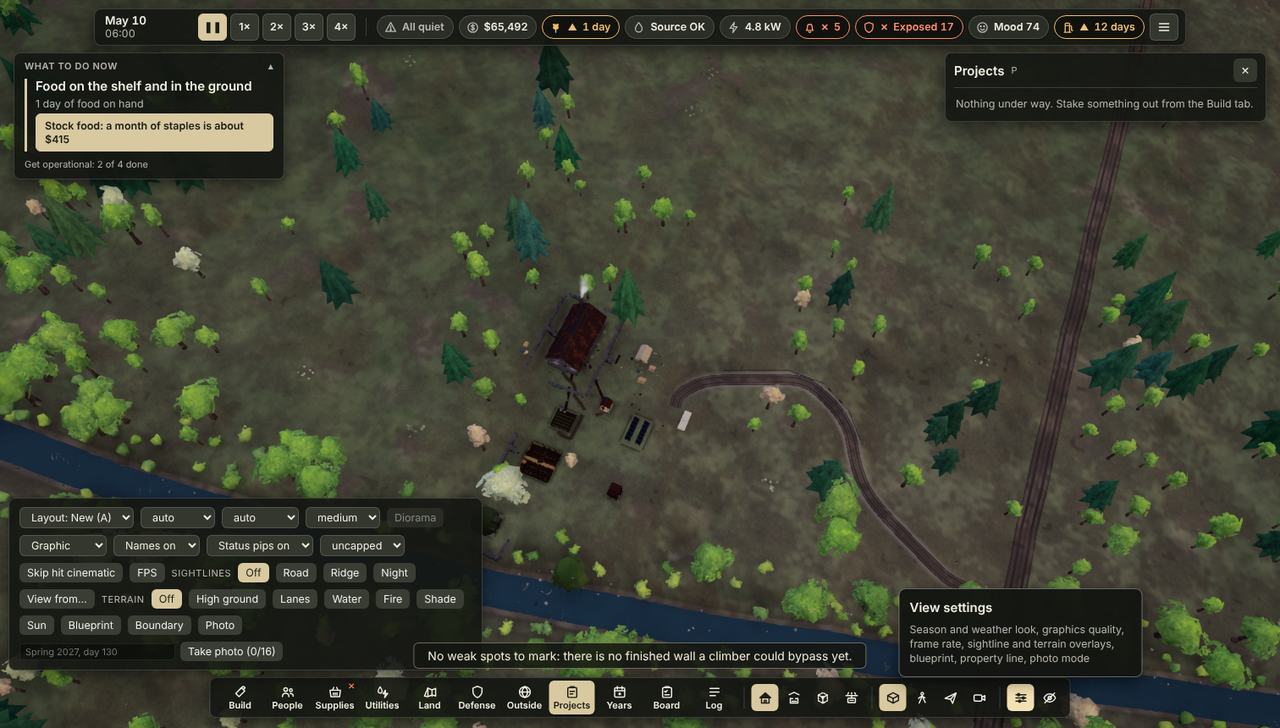 May 10
06:00
1×
2×
3×
4×
All quiet
$65,492
1 day
Source OK
4.8 kW
× 5
× Exposed 17
Mood 74
12 days
WHAT TO DO NOW
Food on the shelf and in the ground
1 day of food on hand
Stock food: a month of staples is about
$415
Get operational: 2 of 4 done
Projects P
Nothing under way. Stake something out from the Build tab.
Layout: New (A) auto auto medium Diorama
Graphic Names on Status pips on uncapped
Skip hit cinematic FPS SIGHTLINES Off Road Ridge Night
View from... TERRAIN Off High ground Lanes Water Fire Shade
Sun Blueprint Boundary Photo
Spring 2027, day 130 Take photo (0/16)
View settings
Season and weather look, graphics quality,
frame rate, sightline and terrain overlays,
blueprint, property line, photo mode
No weak spots to mark: there is no finished wall a climber could bypass yet.
Build People Supplies Utilities Land Defense Outside Projects Years Board Log